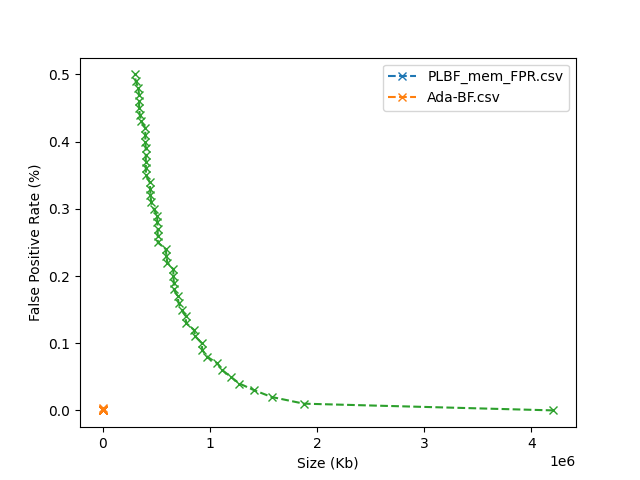 PLBF_mem_FPR.csv
Ada-BF.csv
0.5
0.4
0.3
0.2
0.1
0.0
False Positive Rate (%)
0 1 2 3 4
1e6
Size (Kb)